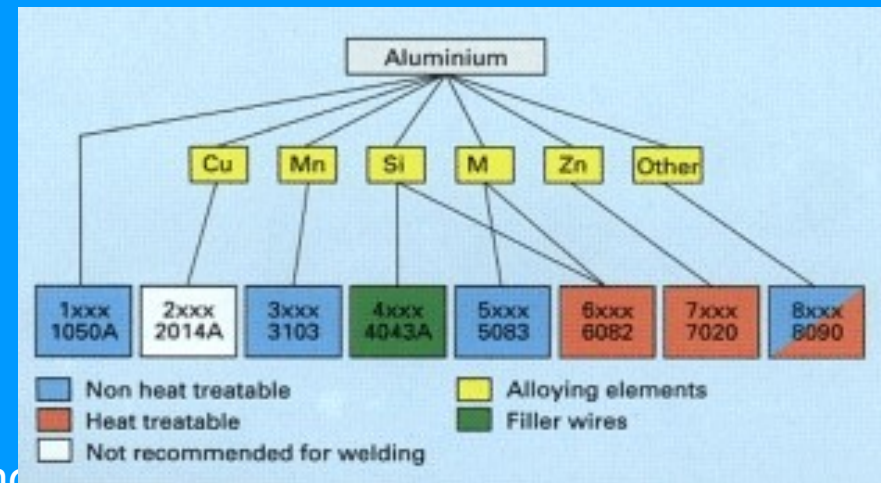 Aluminium
Cu Mn Si M Zn Other
1xxx 2xxx 3xxx 4xxx 5xxx 6xxx 7xxx 8xxx
1050A 2014A 3103 4043A 5083 6082 7020 8090
Non heat treatable Alloying elements
Heat treatable Filler wires
Not recommended for welding